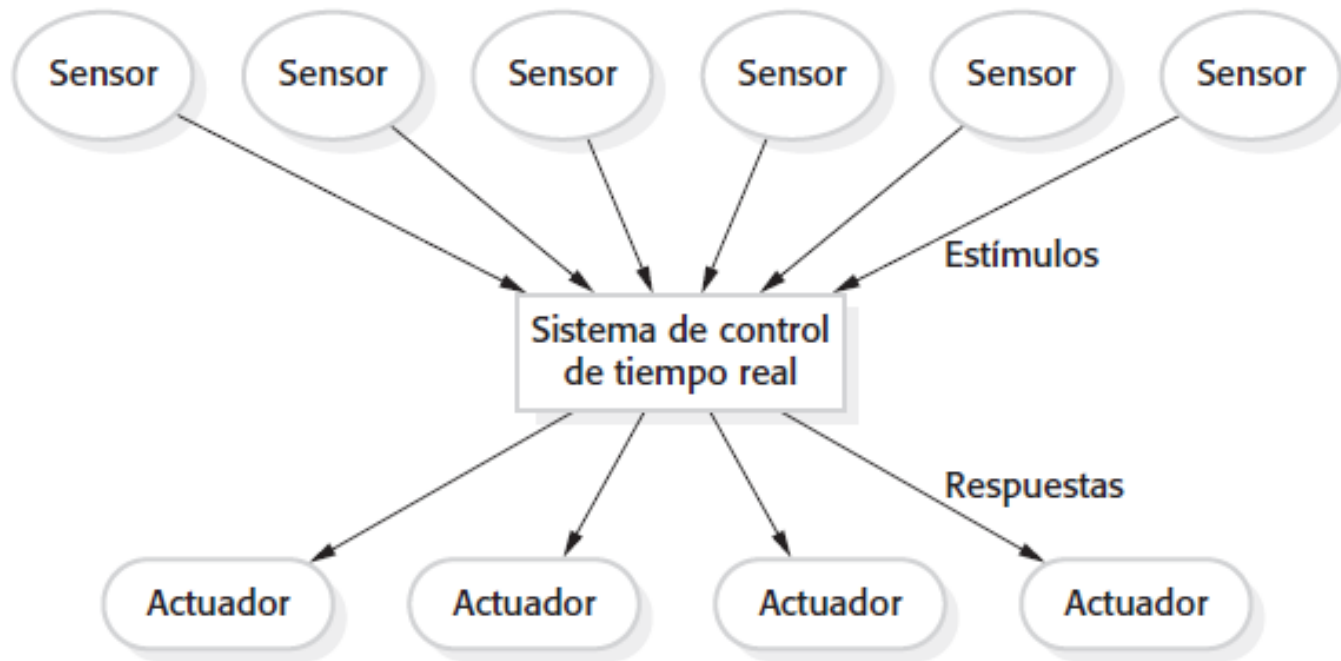 Sensor
Sensor
Sensor
Sensor
Sensor
Sensor
Estímulos
Sistema de control
de tiempo real
Respuestas
Actuador
Actuador
Actuador
Actuador